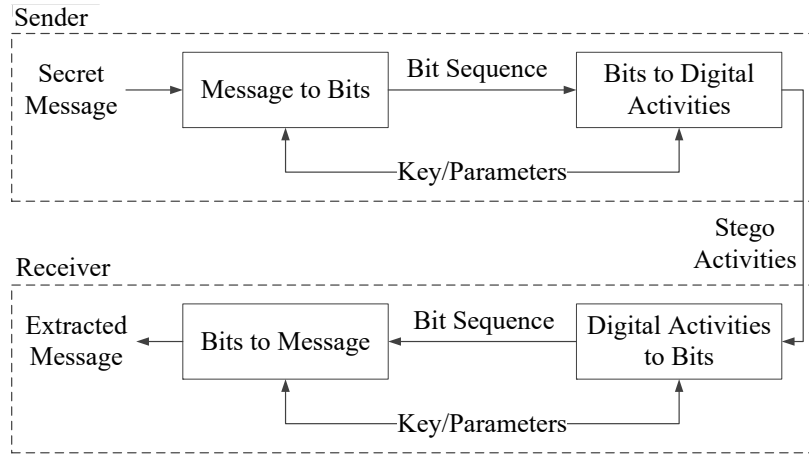 Sender
Secret
Message
Message to Bits
Bit Sequence
Bits to Digital
Activities
Key/Parameters
Stego
Activities
Receiver
Extracted
Message
Bits to Message
Bit Sequence
Digital Activities
to Bits
Key/Parameters